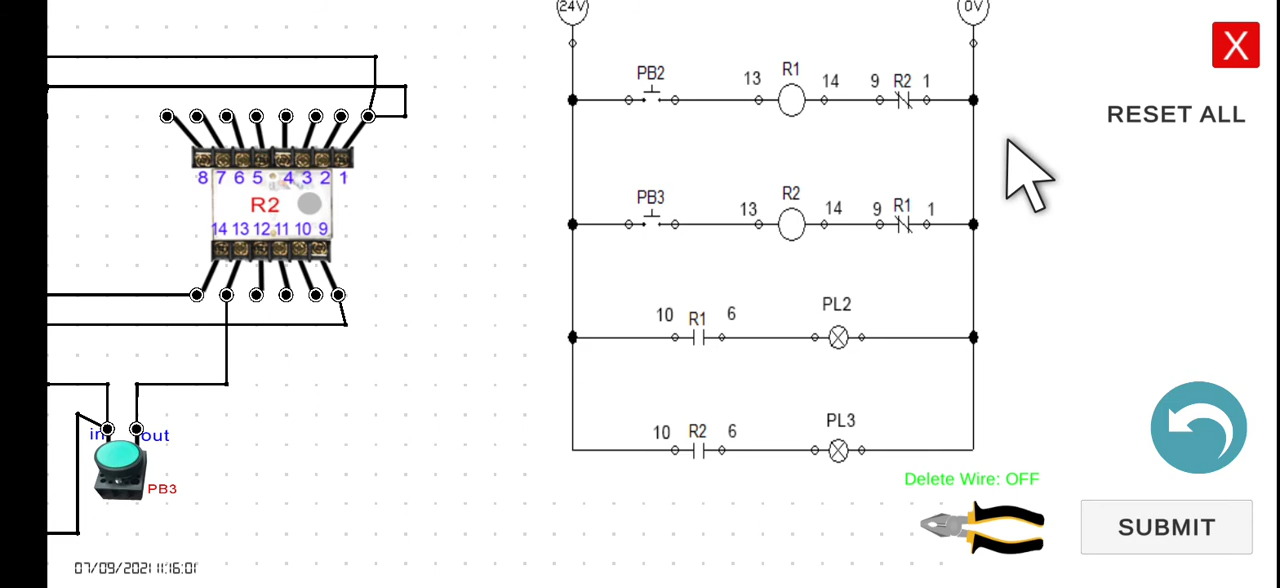 24V
0V
X
PB2
13
R1
14
9
R2
1
RESET ALL
8 7 6 5 4 3 2 1
R2
14 13 12 11 10 9
PB3
13
R2
14
9
R1
1
10
R1
6
PL2
in
out
PB3
10
R2
6
PL3
Delete Wire: OFF
SUBMIT
07/09/2021 11:16:01